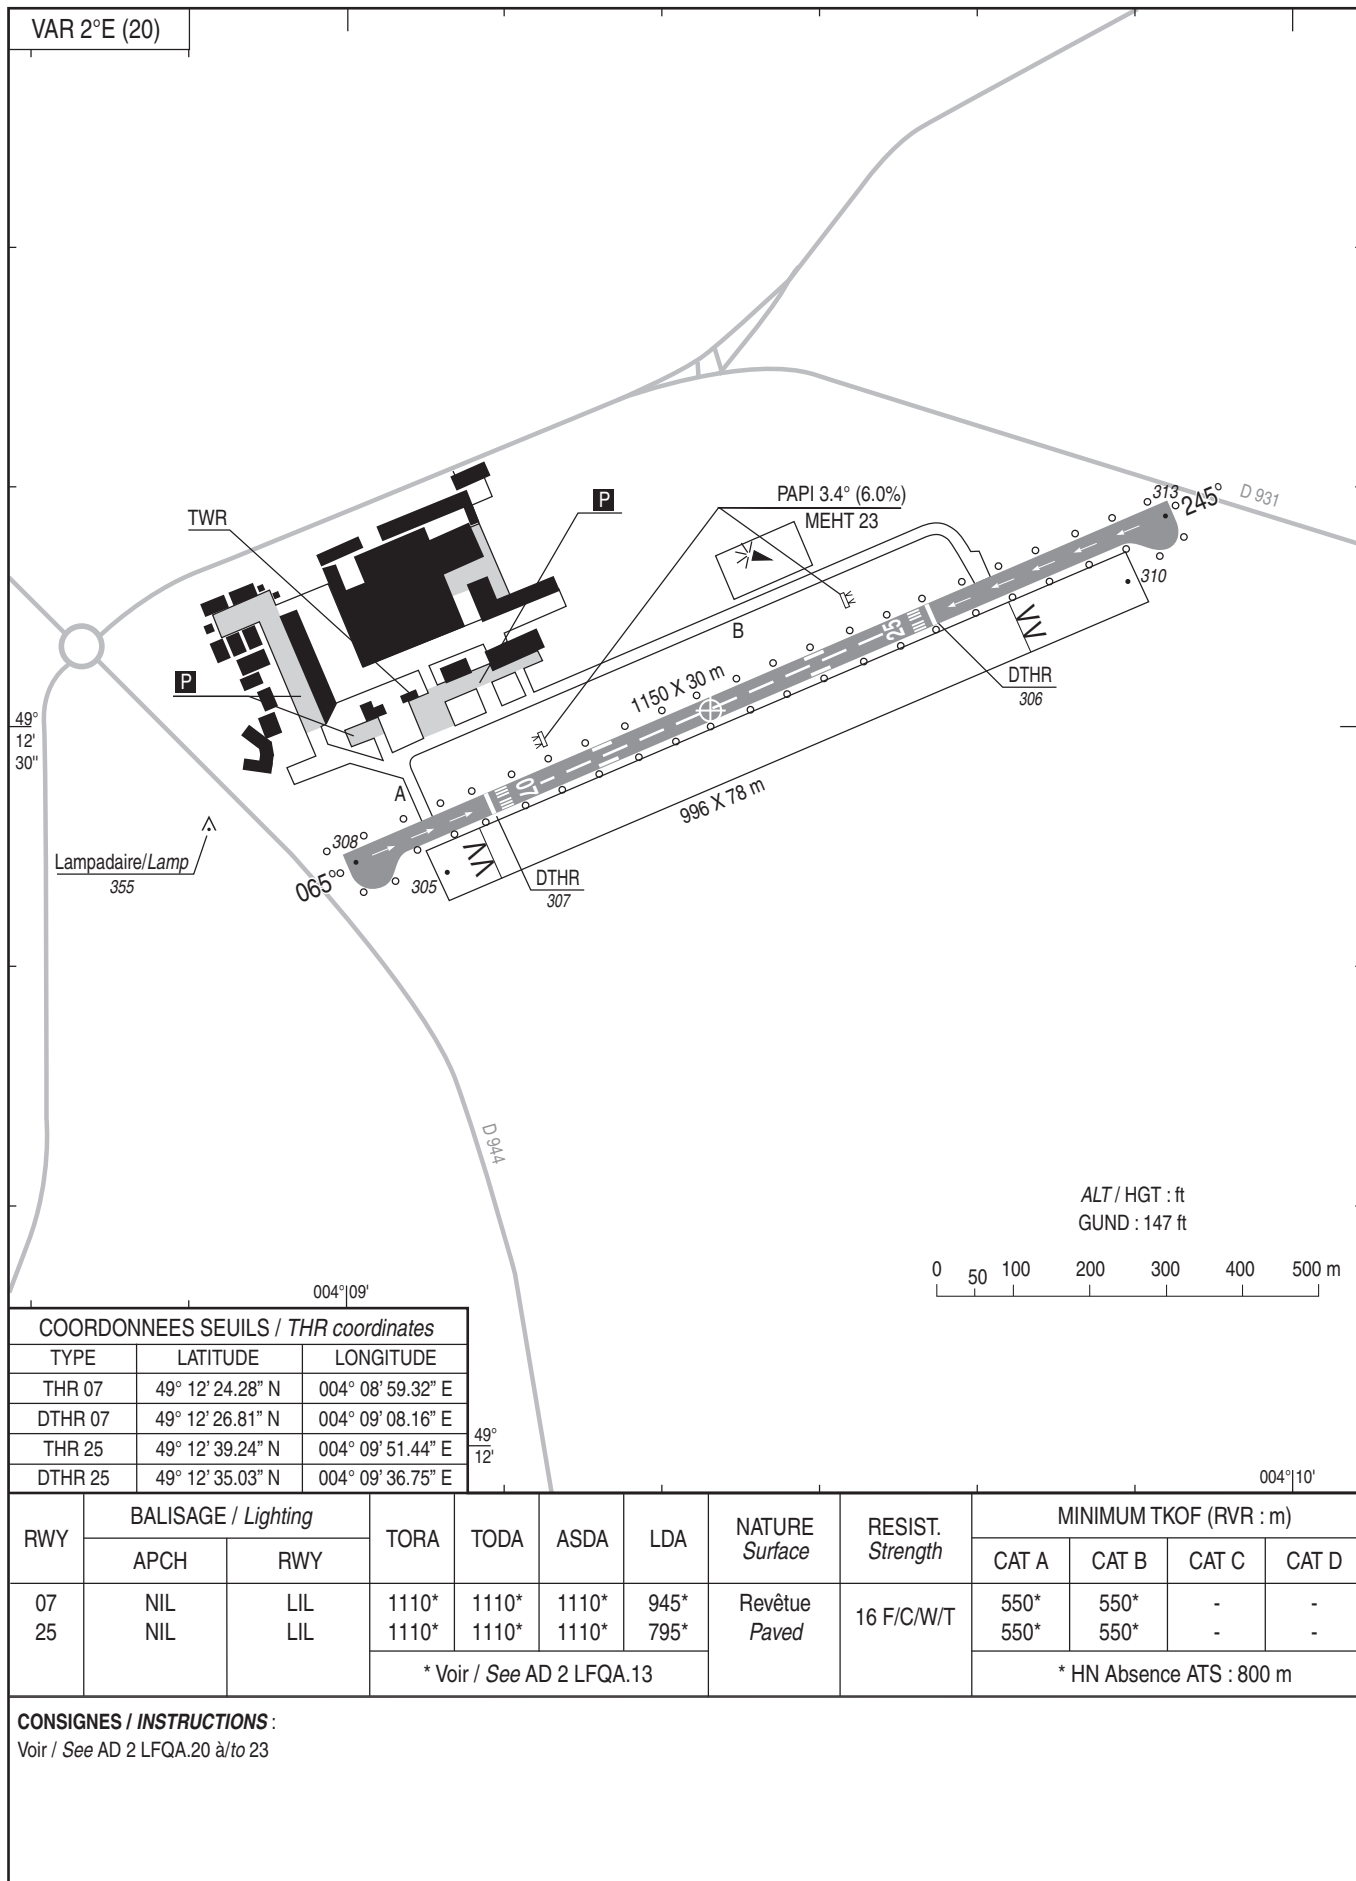 VAR 2°E (20)
313
245°
D 931
PAPI 3.4° (6.0%)
MEHT 23
P
TWR
310
25
VV
B
DTHR
306
P
1150 X 30 m
49°
12'
30"
07
996 X 78 m
A
308
VV
Lampadaire/Lamp
355
065°
305
DTHR
307
D 944
ALT / HGT : ft
GUND : 147 ft
0 50 100 200 300 400 500 m
004° 09'
COORDONNEES SEUILS / THR coordinates
TYPE LATITUDE LONGITUDE
THR 07 49° 12' 24.28" N 004° 08' 59.32" E
DTHR 07 49° 12' 26.81" N 004° 09' 08.16" E
THR 25 49° 12' 39.24" N 004° 09' 51.44" E
DTHR 25 49° 12' 35.03" N 004° 09' 36.75" E
49°
12'
004° 10'
RWY BALISAGE / Lighting TORA TODA ASDA LDA NATURE RESIST. MINIMUM TKOF (RVR : m)
Surface Strength
APCH RWY CAT A CAT B CAT C CAT D
07 NIL LIL 1110* 1110* 1110* 945* Revêtue 16 F/C/W/T 550* 550* - -
25 NIL LIL 1110* 1110* 1110* 795* Paved 550* 550* - -
* Voir / See AD 2 LFQA.13 * HN Absence ATS : 800 m
CONSIGNES / INSTRUCTIONS :
Voir / See AD 2 LFQA.20 à/to 23